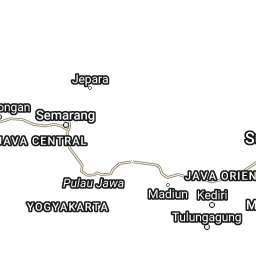 Jepara
ongan
Semarang
JAVA CENTRAL
S
JAVA ORIEN
Pulau Jawa
Madiun
Kediri
YOGYAKARTA
M
Tulungagung